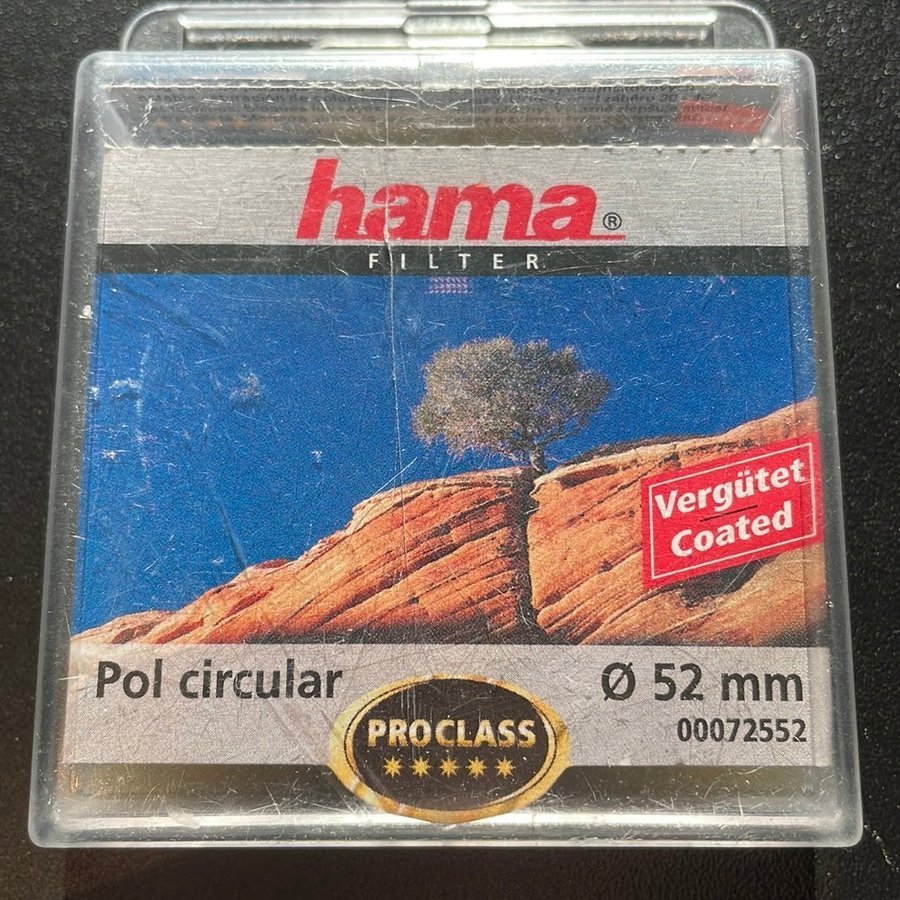 hama®
FILTER
Vergütet
Coated
Pol circular
Ø 52 mm
00072552
PROCLASS